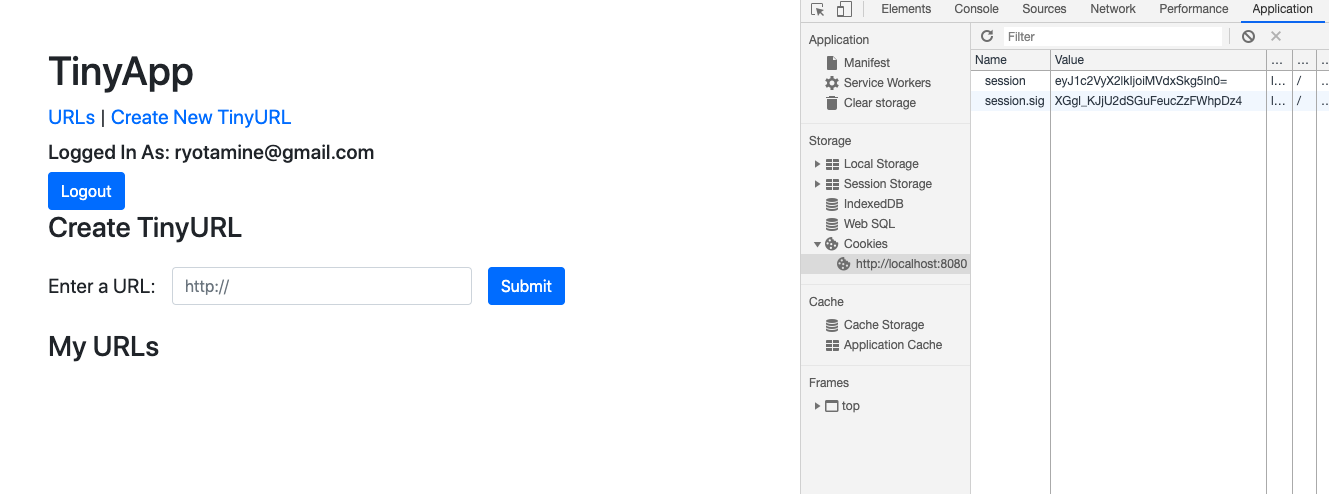 TinyApp
URLs | Create New TinyURL
Logged In As: ryotamine@gmail.com
Logout
Create TinyURL
Enter a URL: http:// Submit
My URLs
Elements Console Sources Network Performance Application
Application
Manifest
Service Workers
Clear storage
Storage
Local Storage
Session Storage
IndexedDB
Web SQL
Cookies
http://localhost:8080
Cache
Cache Storage
Application Cache
Frames
top
Filter
Name Value ... ... ...
session eyJ1c2VyX2lkIjoiMVdxSkg5In0= l... / ...
session.sig XGgl_KJjU2dSGuFeucZzFWhpDz4 l... / ...